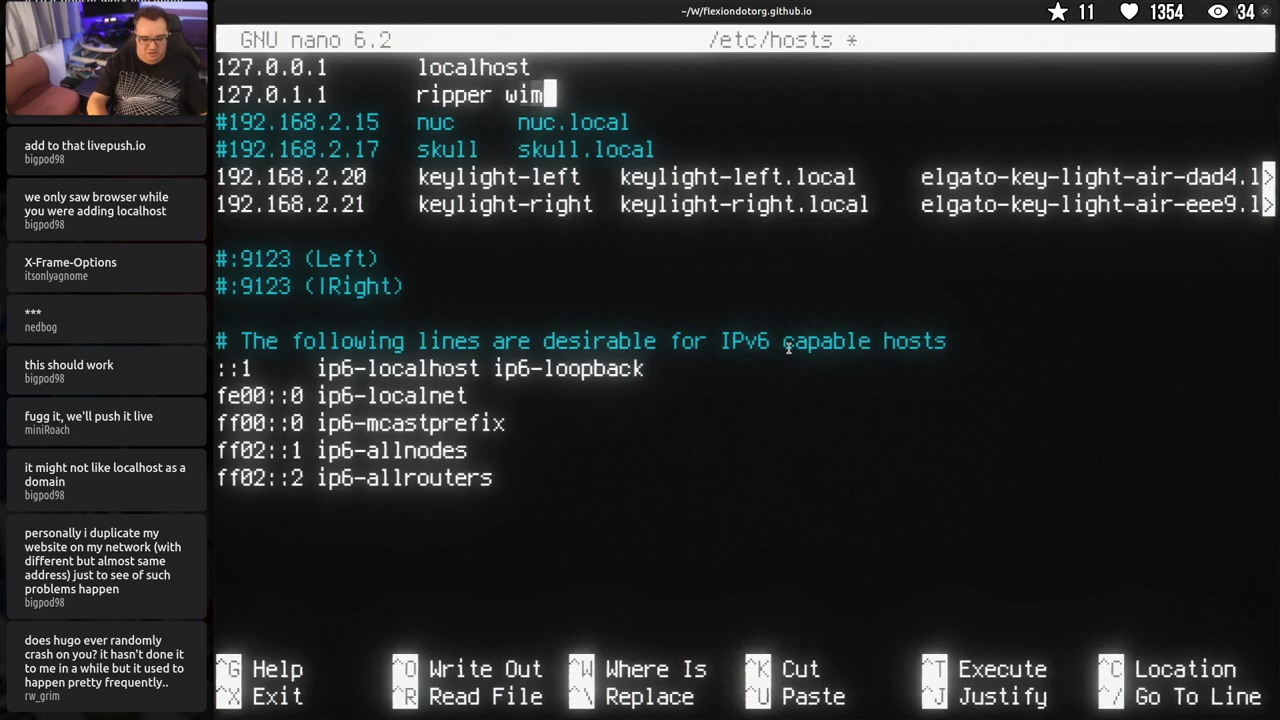 ~/W/flexiondotorg.github.io
11 1354 34
GNU nano 6.2 /etc/hosts *
127.0.0.1 localhost
127.0.1.1 ripper wim
#192.168.2.15 nuc nuc.local
#192.168.2.17 skull skull.local
192.168.2.20 keylight-left keylight-left.local elgato-key-light-air-dad4.l>
192.168.2.21 keylight-right keylight-right.local elgato-key-light-air-eee9.l>
#:9123 (Left)
#:9123 (|Right)
# The following lines are desirable for IPv6 capable hosts
::1 ip6-localhost ip6-loopback
fe00::0 ip6-localnet
ff00::0 ip6-mcastprefix
ff02::1 ip6-allnodes
ff02::2 ip6-allrouters
^G Help ^O Write Out ^W Where Is ^K Cut ^T Execute ^C Location
^X Exit ^R Read File ^\ Replace ^U Paste ^J Justify ^/ Go To Line
add to that livepush.io
bigpod98
we only saw browser while
you were adding localhost
bigpod98
X-Frame-Options
itsonlyagnome
***
nedbog
this should work
bigpod98
fugg it, we'll push it live
miniRoach
it might not like localhost as a
domain
bigpod98
personally i duplicate my
website on my network (with
different but almost same
address) just to see of such
problems happen
bigpod98
does hugo ever randomly
crash on you? it hasn't done it
to me in a while but it used to
happen pretty frequently..
rw_grim